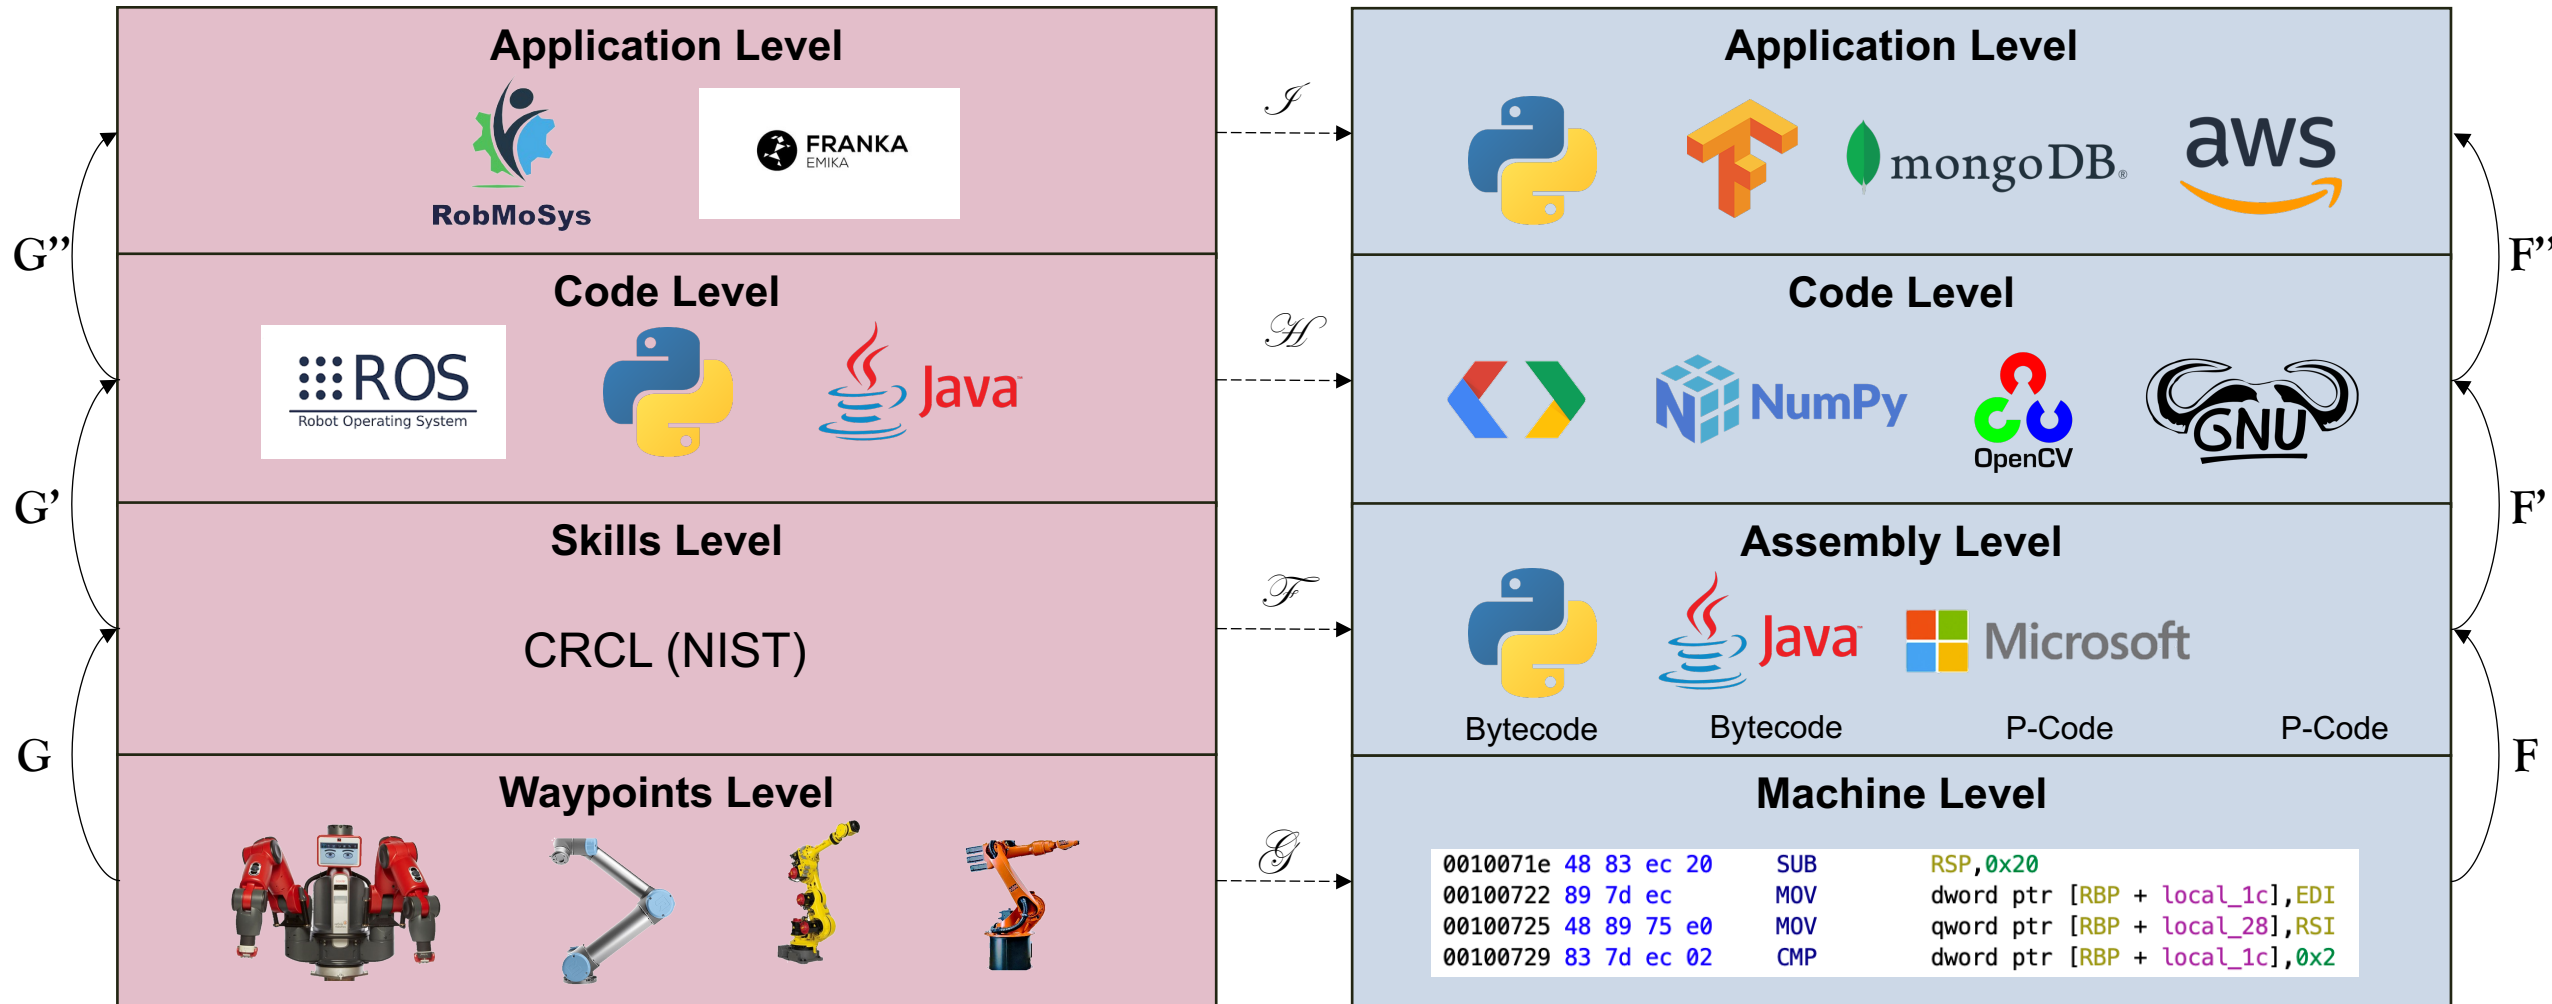 Application Level
RobMoSys
FRANKA
EMIKA
G’’
Code Level
ROS
Robot Operating System
Java™
G’
Skills Level
CRCL (NIST)
G
Waypoints Level
ℐ
ℋ
ℱ
𝒢
Application Level
mongoDB®
aws
F’’
Code Level
NumPy
OpenCV
GNU
F’
Assembly Level
Java™
Microsoft
Bytecode Bytecode P-Code P-Code
F
Machine Level
0010071e 48 83 ec 20 SUB RSP,0x20
00100722 89 7d ec MOV dword ptr [RBP + local_1c],EDI
00100725 48 89 75 e0 MOV qword ptr [RBP + local_28],RSI
00100729 83 7d ec 02 CMP dword ptr [RBP + local_1c],0x2